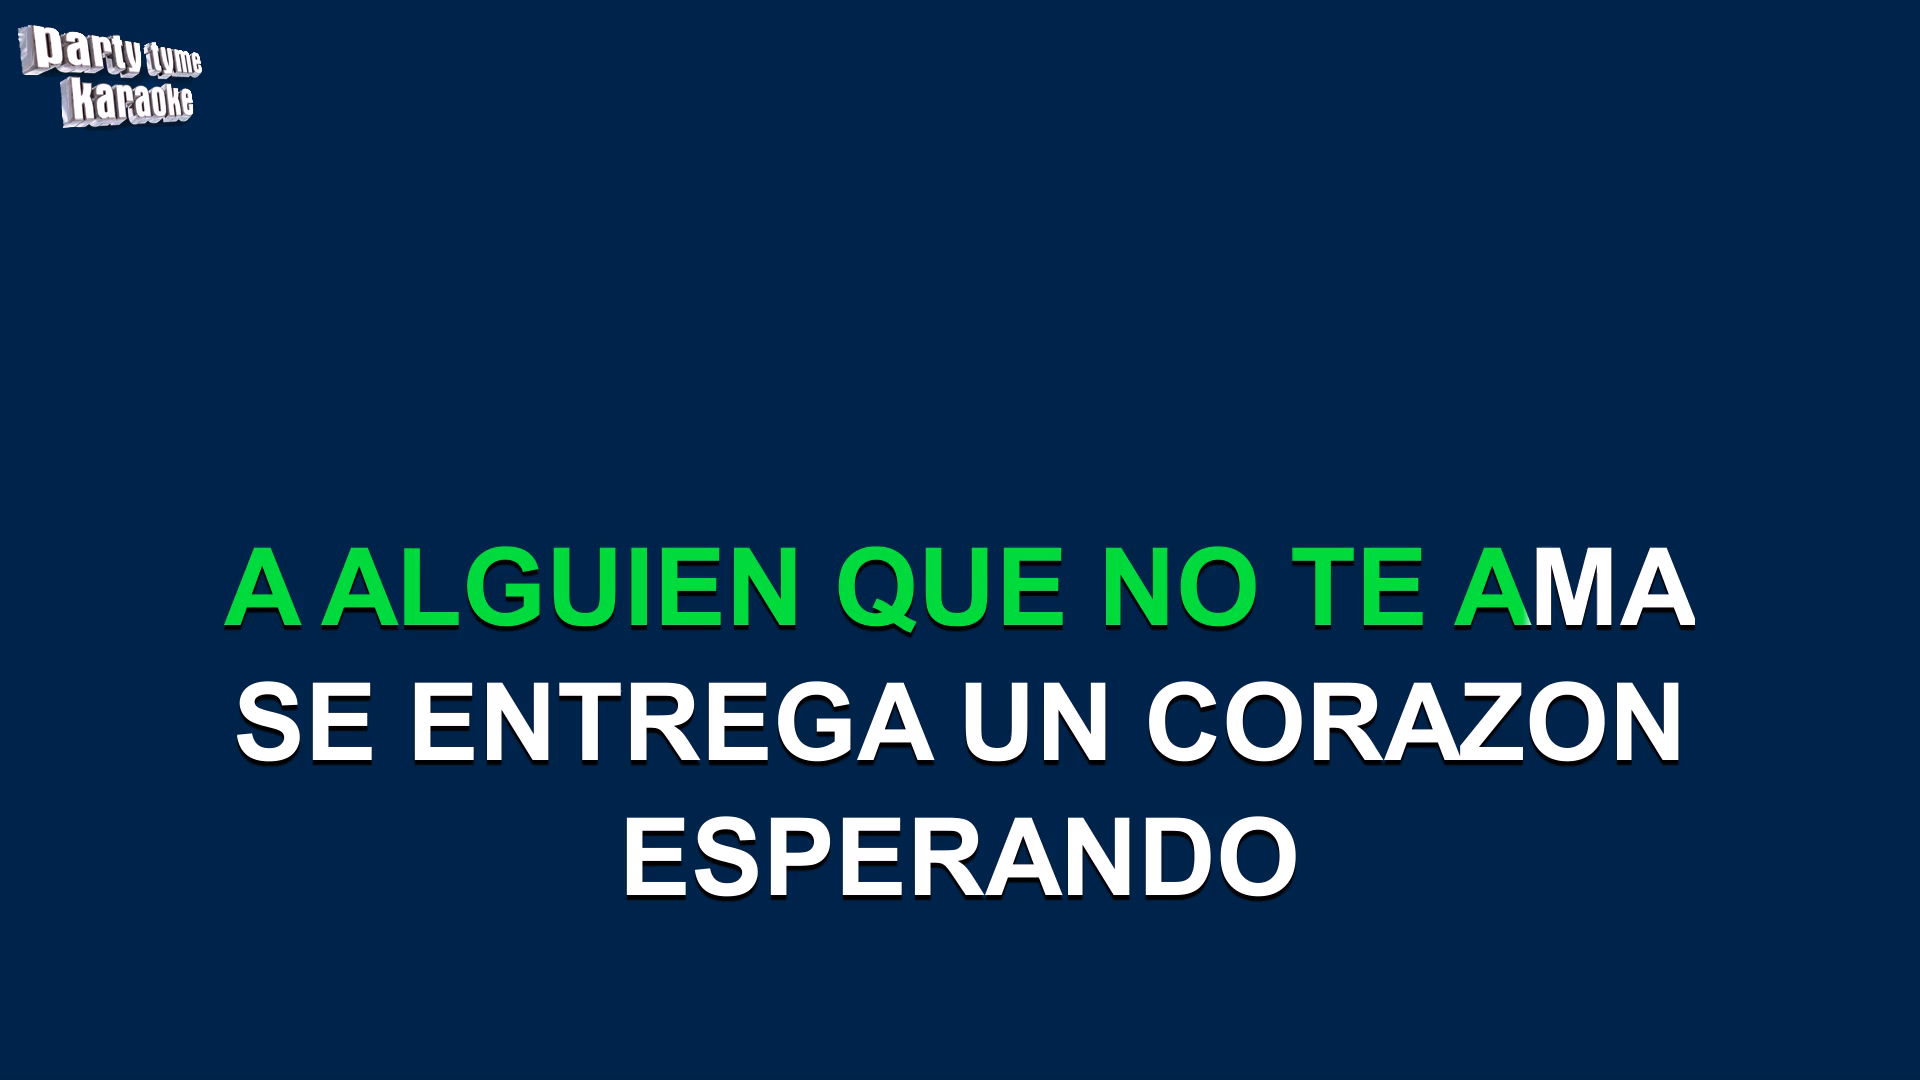 party tyme
karaoke
A ALGUIEN QUE NO TE AMA
SE ENTREGA UN CORAZON
ESPERANDO